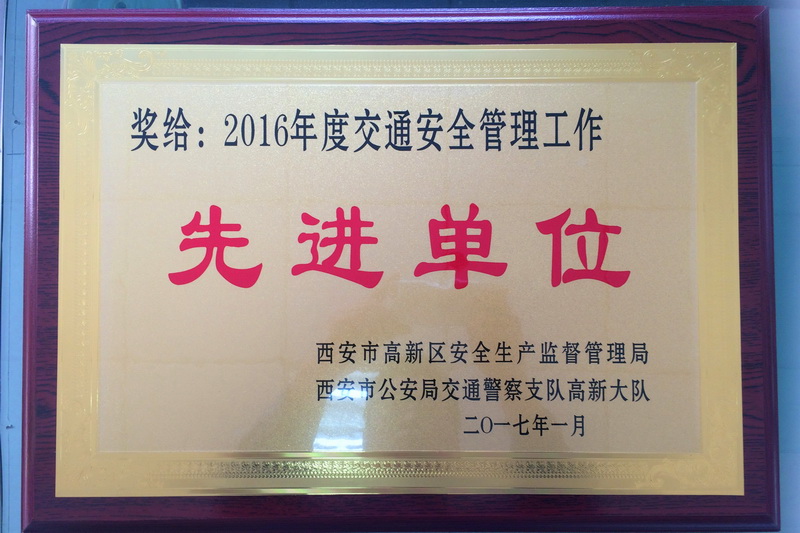 奖给：2016年度交通安全管理工作
先进单位
西安市高新区安全生产监督管理局
西安市公安局交通警察支队高新大队
二〇一七年一月